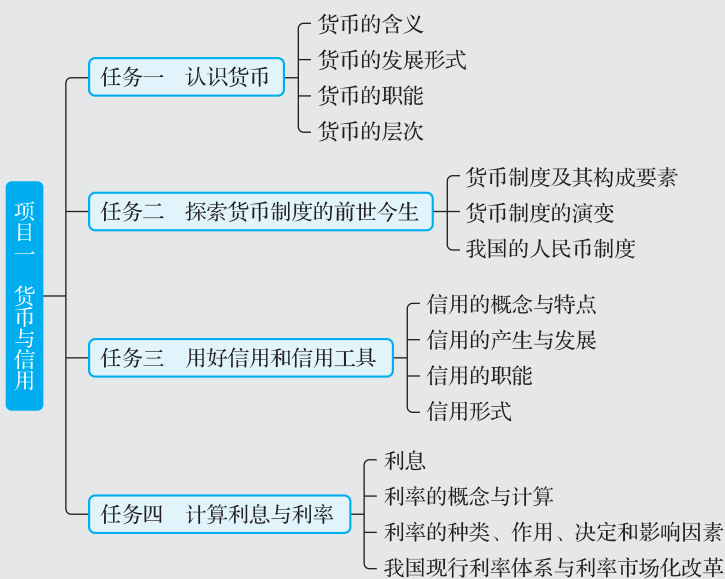 项目一　货币与信用
任务一　认识货币
货币的含义
货币的发展形式
货币的职能
货币的层次
任务二　探索货币制度的前世今生
货币制度及其构成要素
货币制度的演变
我国的人民币制度
任务三　用好信用和信用工具
信用的概念与特点
信用的产生与发展
信用的职能
信用形式
任务四　计算利息与利率
利息
利率的概念与计算
利率的种类、作用、决定和影响因素
我国现行利率体系与利率市场化改革